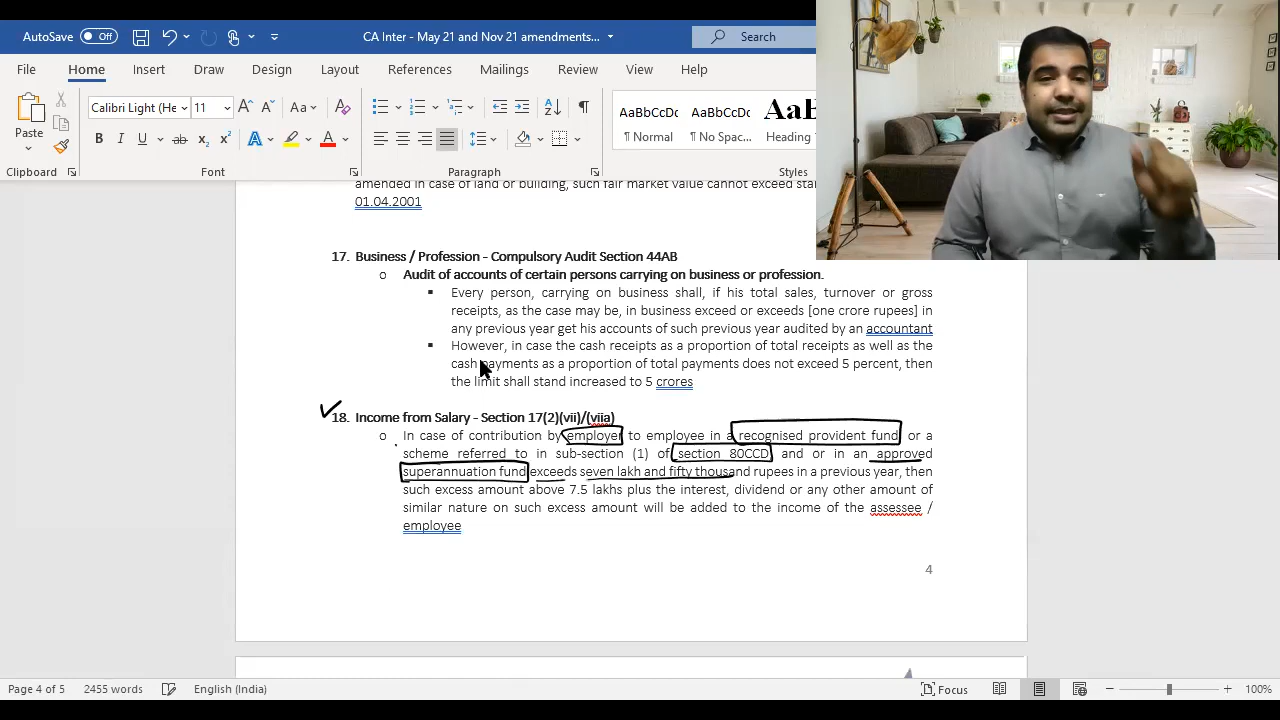 AutoSave Off CA Inter - May 21 and Nov 21 amendments... Search
File Home Insert Draw Design Layout References Mailings Review View Help
Paste
Calibri Light (He 11
B I U
AaBbCcDc AaBbCcDc
¶ Normal ¶ No Spac... Heading
Clipboard Font Paragraph Styles
amended in case of land or building, such fair market value cannot exceed
01.04.2001
17. Business / Profession - Compulsory Audit Section 44AB
o Audit of accounts of certain persons carrying on business or profession.
▪ Every person, carrying on business shall, if his total sales, turnover or gross
receipts, as the case may be, in business exceed or exceeds [one crore rupees] in
any previous year get his accounts of such previous year audited by an accountant
▪ However, in case the cash receipts as a proportion of total receipts as well as the
cash payments as a proportion of total payments does not exceed 5 percent, then
the limit shall stand increased to 5 crores
18. Income from Salary - Section 17(2)(vii)/(viia)
o In case of contribution by employer to employee in a recognised provident fund or a
scheme referred to in sub-section (1) of section 80CCD and or in an approved
superannuation fund exceeds seven lakh and fifty thousand rupees in a previous year, then
such excess amount above 7.5 lakhs plus the interest, dividend or any other amount of
similar nature on such excess amount will be added to the income of the assessee /
employee
4
Page 4 of 5 2455 words English (India) Focus 100%